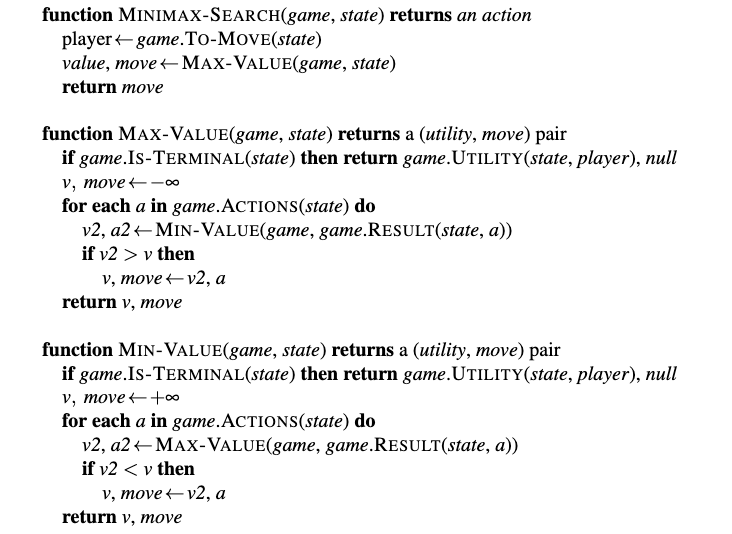 function MINIMAX-SEARCH(game, state) returns an action
player←game.TO-MOVE(state)
value, move←MAX-VALUE(game, state)
return move
function MAX-VALUE(game, state) returns a (utility, move) pair
if game.IS-TERMINAL(state) then return game.UTILITY(state, player), null
v, move←−∞
for each a in game.ACTIONS(state) do
v2, a2←MIN-VALUE(game, game.RESULT(state, a))
if v2 > v then
v, move←v2, a
return v, move
function MIN-VALUE(game, state) returns a (utility, move) pair
if game.IS-TERMINAL(state) then return game.UTILITY(state, player), null
v, move←+∞
for each a in game.ACTIONS(state) do
v2, a2←MAX-VALUE(game, game.RESULT(state, a))
if v2 < v then
v, move←v2, a
return v, move